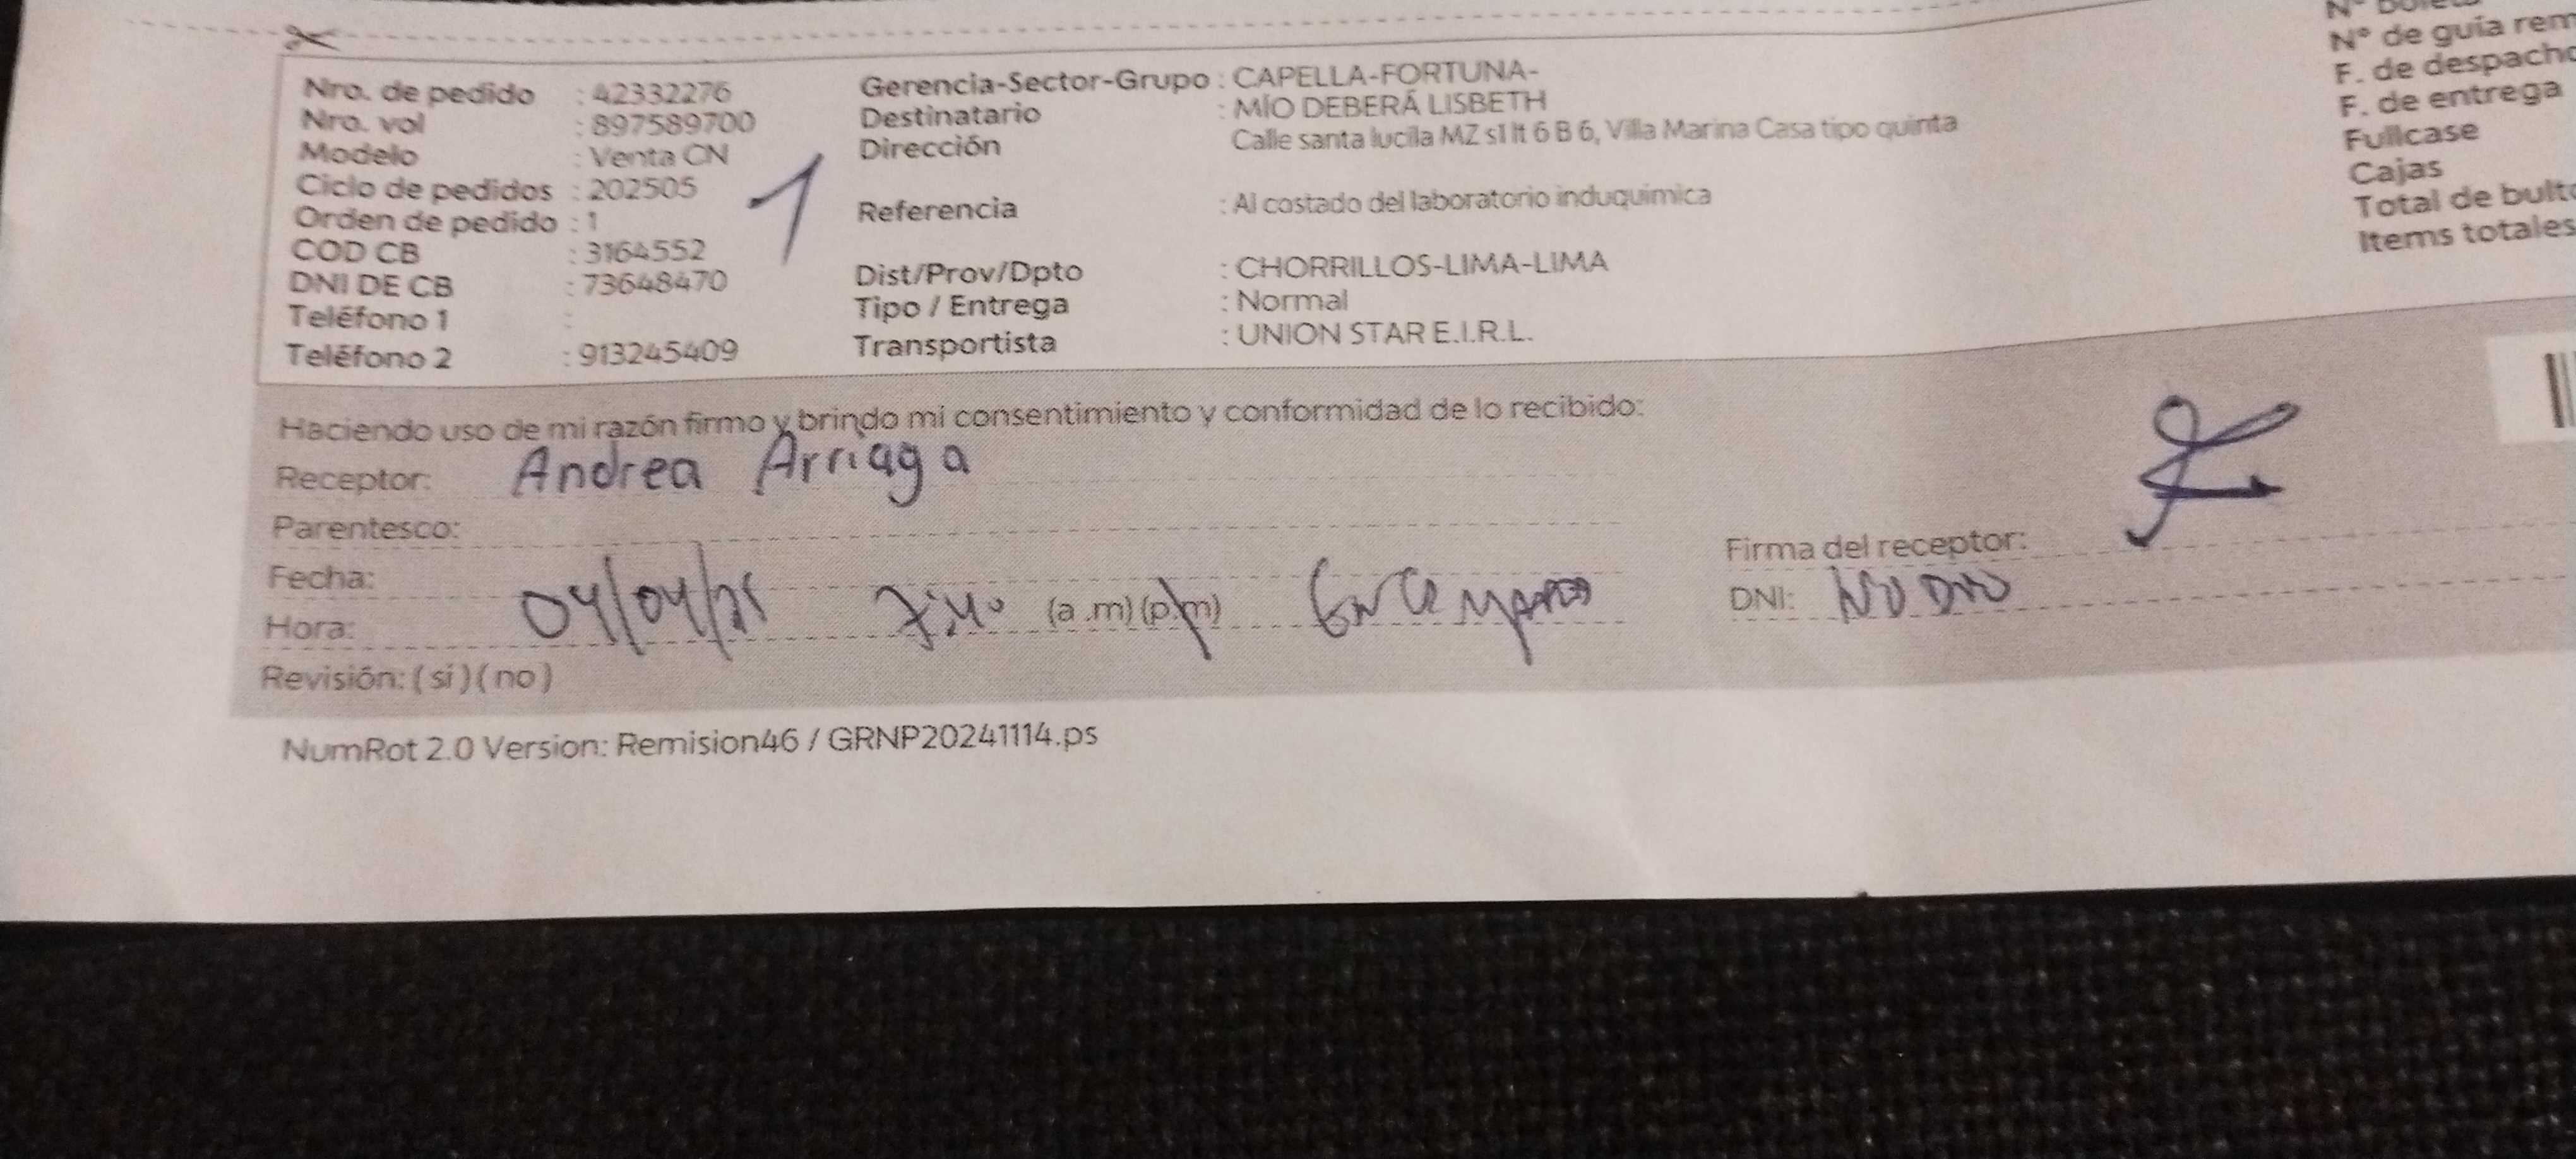 Nro. de pedido : 42332276
Nro. vol : 897589700
Modelo : Venta CN
Ciclo de pedidos : 202505
Orden de pedido : 1
COD CB : 3164552
DNI DE CB : 73648470
Teléfono 1 :
Teléfono 2 : 913245409
1
Gerencia-Sector-Grupo : CAPELLA-FORTUNA-
Destinatario : MÍO DEBERÁ LISBETH
Dirección Calle santa lucila MZ s1 lt 6 B 6, Villa Marina Casa tipo quinta
Referencia : Al costado del laboratorio induquimica
Dist/Prov/Dpto : CHORRILLOS-LIMA-LIMA
Tipo / Entrega : Normal
Transportista : UNION STAR E.I.R.L.
N° de guía rem
F. de despacho
F. de entrega
Fullcase
Cajas
Total de bulto
Items totales
Haciendo uso de mi razón firmo y brindo mi consentimiento y conformidad de lo recibido:
Receptor: Andrea Arriaga
Parentesco:
Fecha:
04/04/25
Hora: (a.m)(p.m)
Firma del receptor:
DNI:
Revisión: (si)(no)
NumRot 2.0 Version: Remision46 / GRNP20241114.ps